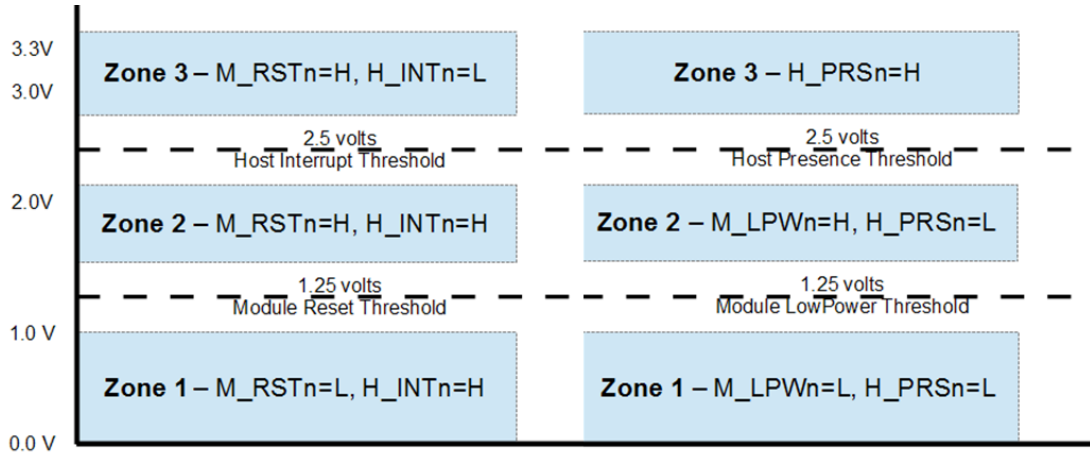 3.3V
Zone 3 – M_RSTn=H, H_INTn=L
Zone 3 – H_PRSn=H
3.0V
2.5 volts
Host Interrupt Threshold
2.5 volts
Host Presence Threshold
2.0V
Zone 2 – M_RSTn=H, H_INTn=H
Zone 2 – M_LPWn=H, H_PRSn=L
1.25 volts
Module Reset Threshold
1.25 volts
Module LowPower Threshold
1.0 V
Zone 1 – M_RSTn=L, H_INTn=H
Zone 1 – M_LPWn=L, H_PRSn=L
0.0 V